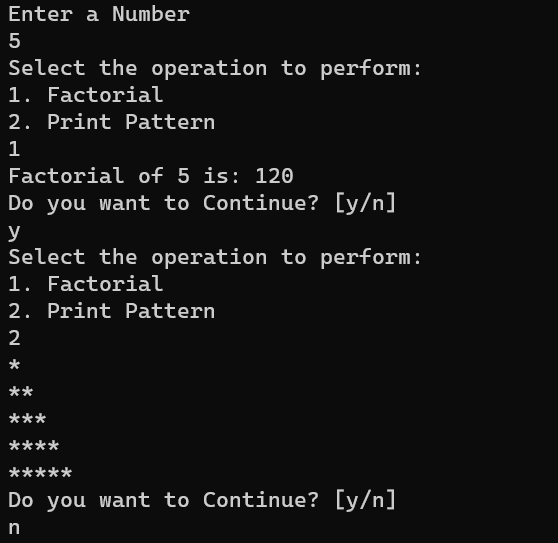 Enter a Number
5
Select the operation to perform:
1. Factorial
2. Print Pattern
1
Factorial of 5 is: 120
Do you want to Continue? [y/n]
y
Select the operation to perform:
1. Factorial
2. Print Pattern
2
*
**
***
****
*****
Do you want to Continue? [y/n]
n